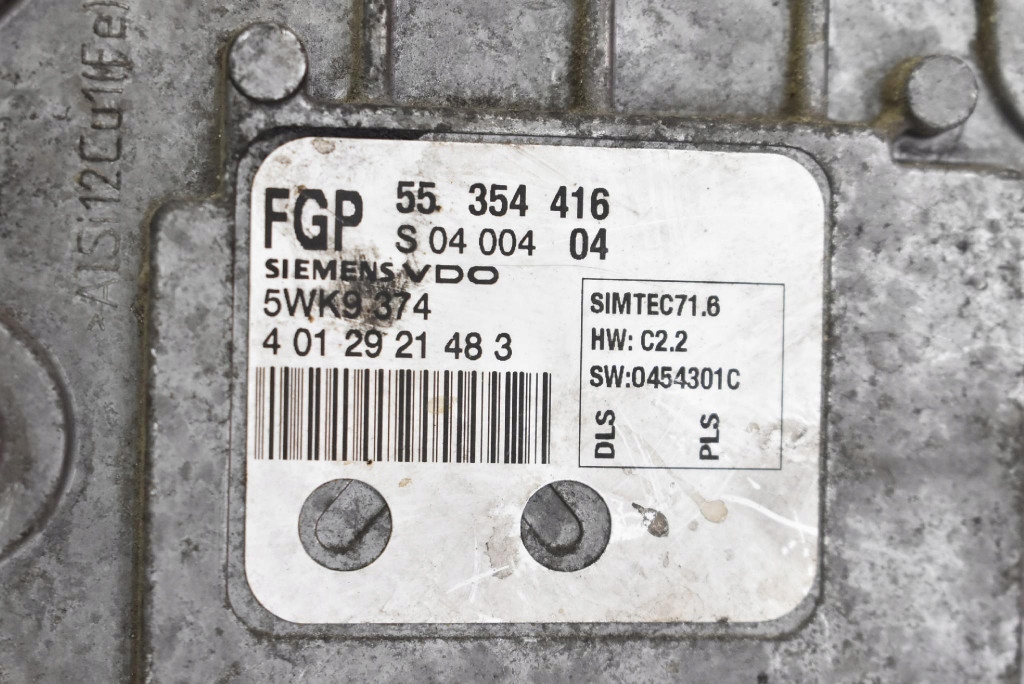 AlSi12Cu1(Fe)
FGP 55 354 416
S 04 004 04
SIEMENS VDO
5WK9 374
4 01 29 21 48 3
SIMTEC71.6
HW: C2.2
SW:0454301C
DLS PLS